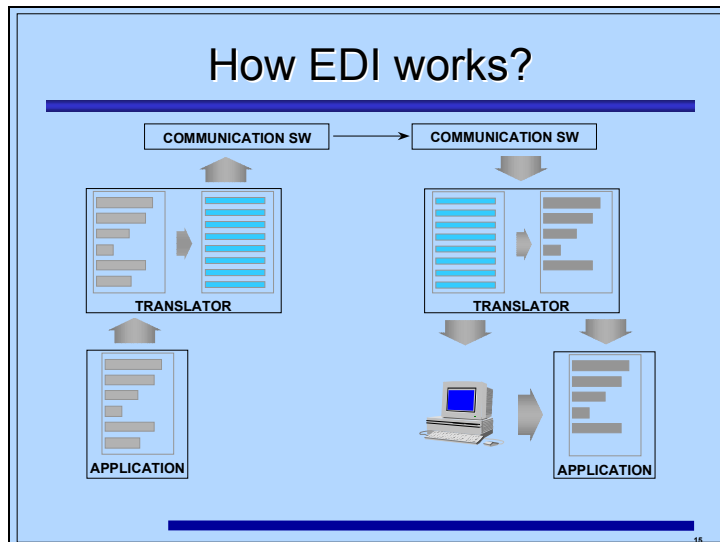 How EDI works?
COMMUNICATION SW
COMMUNICATION SW
TRANSLATOR
TRANSLATOR
APPLICATION
APPLICATION
15